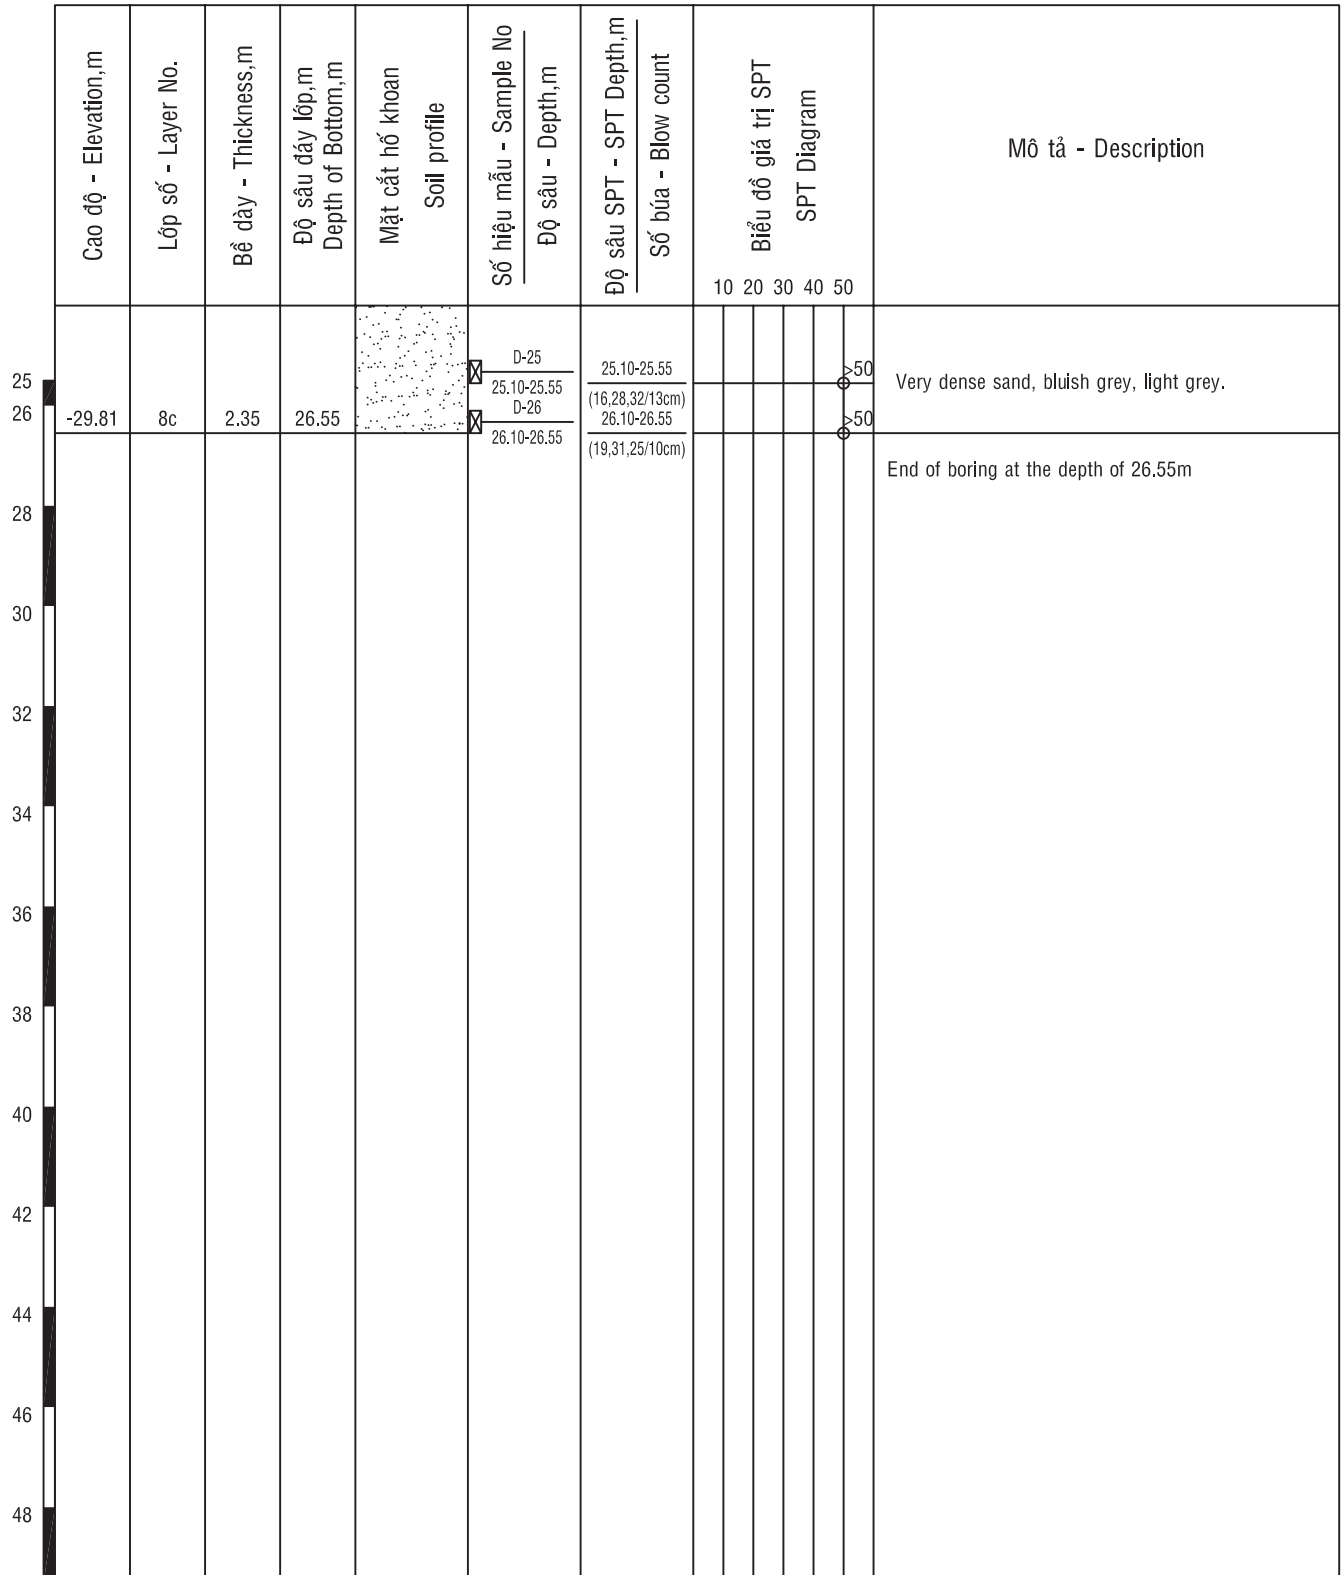 Cao độ - Elevation,m
Lớp số - Layer No.
Bề dày - Thickness,m
Độ sâu đáy lớp,m
Depth of Bottom,m
Mặt cắt hố khoan
Soil profile
Số hiệu mẫu - Sample No
Độ sâu - Depth,m
Độ sâu SPT - SPT Depth,m
Số búa - Blow count
Biểu đồ giá trị SPT
SPT Diagram
10 20 30 40 50
Mô tả - Description
D-25
25.10-25.55
25.10-25.55
(16,28,32/13cm)
>50
Very dense sand, bluish grey, light grey.
25
26
-29.81 8c 2.35 26.55
D-26
26.10-26.55
26.10-26.55
(19,31,25/10cm)
>50
End of boring at the depth of 26.55m
28
30
32
34
36
38
40
42
44
46
48